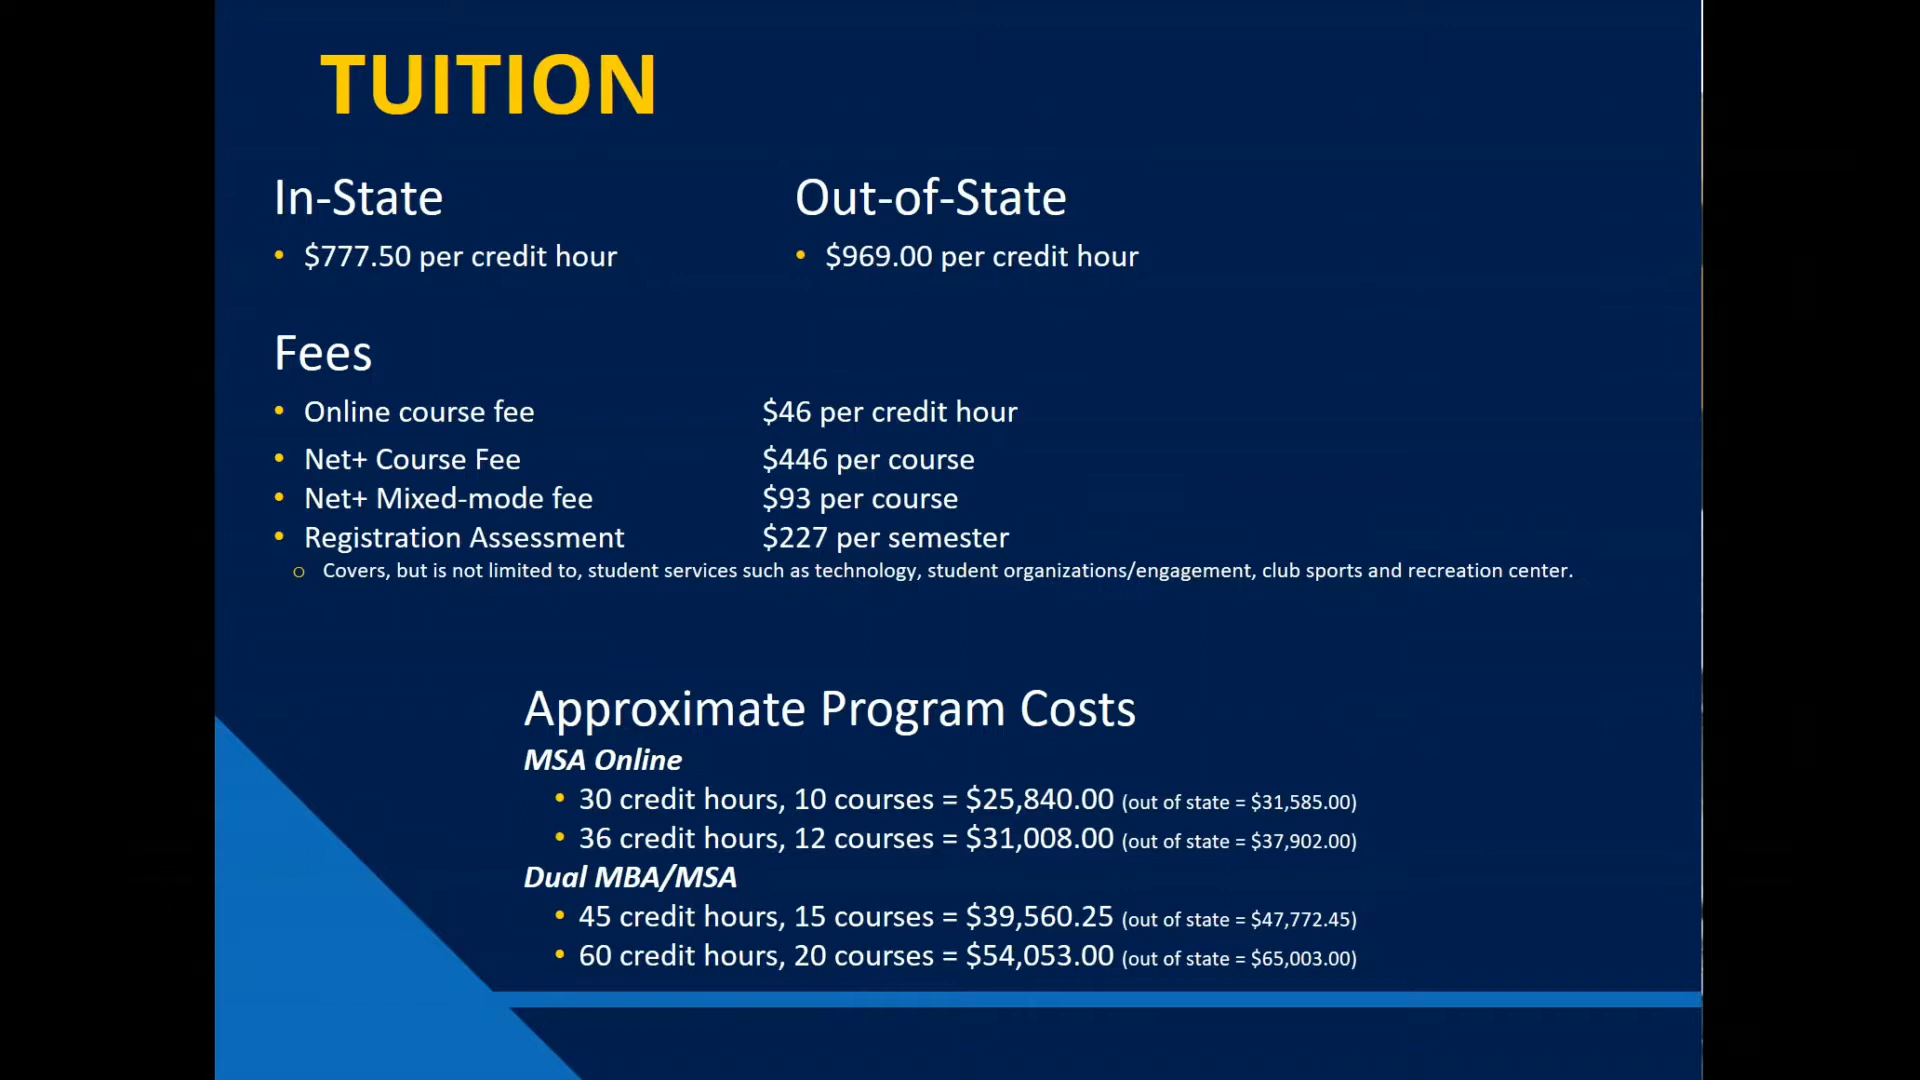 TUITION
In-State
Out-of-State
• $777.50 per credit hour
• $969.00 per credit hour
Fees
• Online course fee $46 per credit hour
• Net+ Course Fee $446 per course
• Net+ Mixed-mode fee $93 per course
• Registration Assessment $227 per semester
o Covers, but is not limited to, student services such as technology, student organizations/engagement, club sports and recreation center.
Approximate Program Costs
MSA Online
• 30 credit hours, 10 courses = $25,840.00 (out of state = $31,585.00)
• 36 credit hours, 12 courses = $31,008.00 (out of state = $37,902.00)
Dual MBA/MSA
• 45 credit hours, 15 courses = $39,560.25 (out of state = $47,772.45)
• 60 credit hours, 20 courses = $54,053.00 (out of state = $65,003.00)